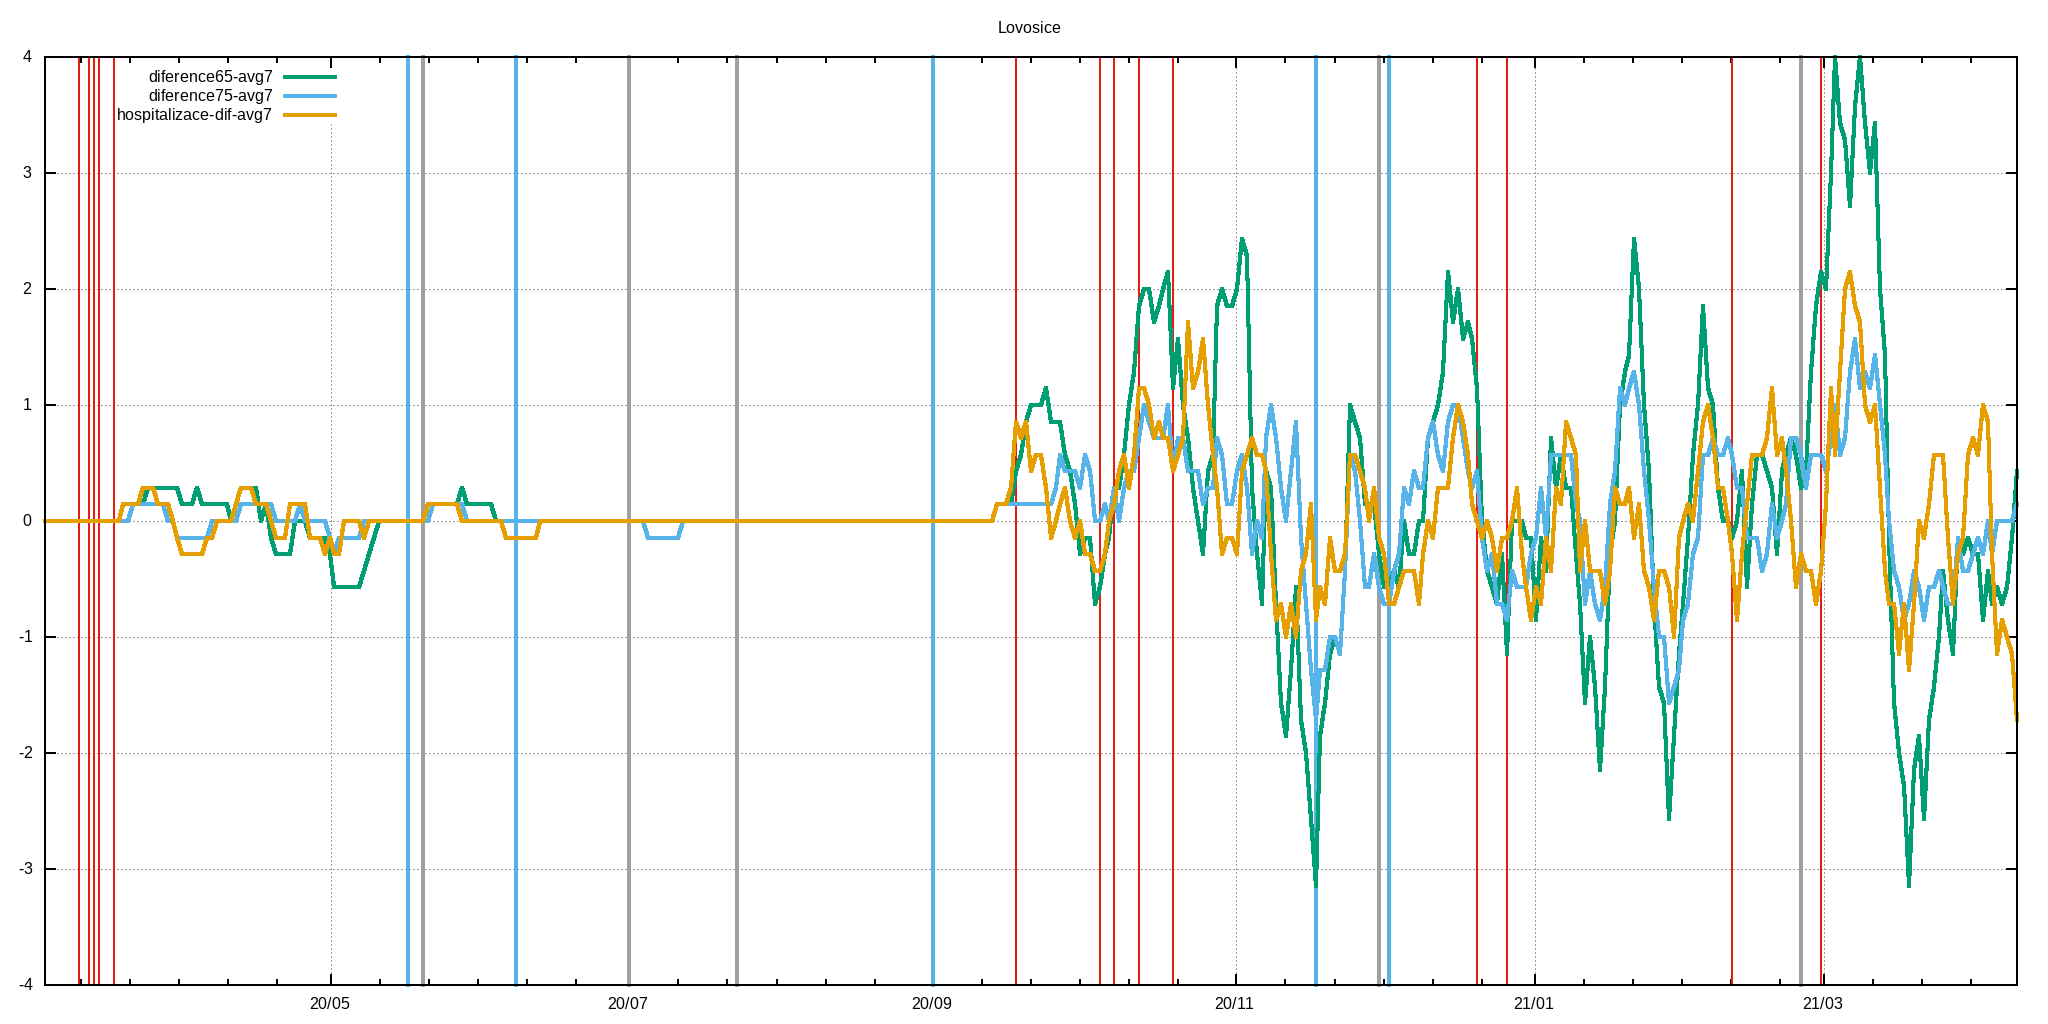 Lovosice
diference65-avg7
diference75-avg7
hospitalizace-dif-avg7
4
3
2
1
0
-1
-2
-3
-4
20/05 20/07 20/09 20/11 21/01 21/03